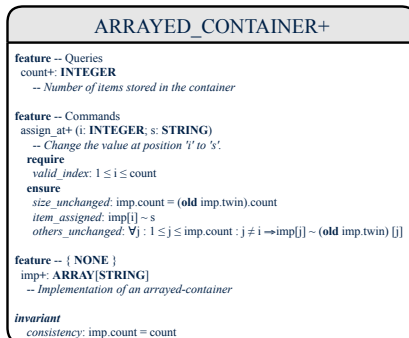 ARRAYED_CONTAINER+
feature -- Queries
count+: INTEGER
-- Number of items stored in the container
feature -- Commands
assign_at+ (i: INTEGER; s: STRING)
-- Change the value at position 'i' to 's'.
require
valid_index: 1 ≤ i ≤ count
ensure
size_unchanged: imp.count = (old imp.twin).count
item_assigned: imp[i] ~ s
others_unchanged: ∀j : 1 ≤ j ≤ imp.count : j ≠ i ⇒imp[j] ~ (old imp.twin) [j]
feature -- { NONE }
imp+: ARRAY[STRING]
-- Implementation of an arrayed-container
invariant
consistency: imp.count = count